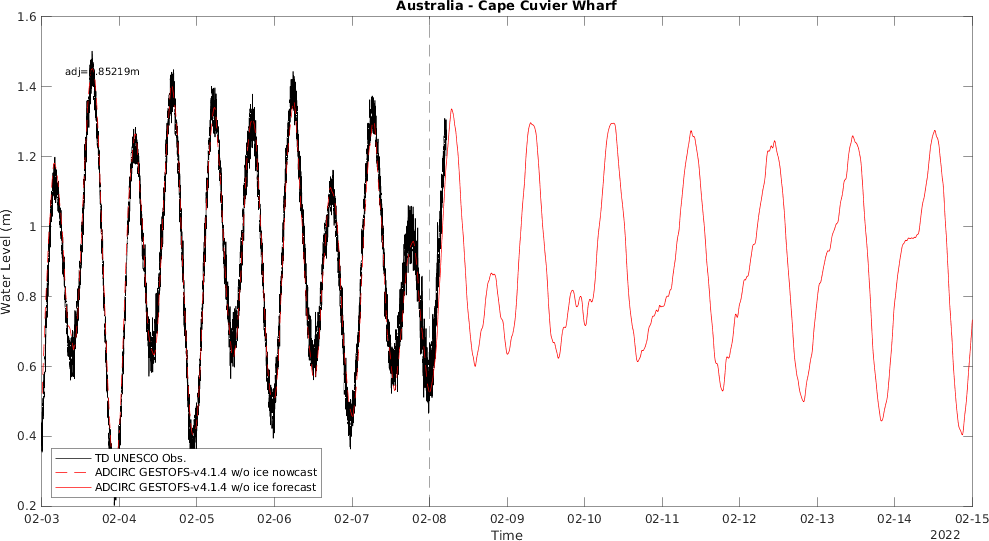 Australia - Cape Cuvier Wharf
1.6
1.4
1.2
1
0.8
0.6
0.4
0.2
Water Level (m)
adj= .85219m
TD UNESCO Obs.
ADCIRC GESTOFS-v4.1.4 w/o ice nowcast
ADCIRC GESTOFS-v4.1.4 w/o ice forecast
02-03 02-04 02-05 02-06 02-07 02-08 02-09 02-10 02-11 02-12 02-13 02-14 02-15
Time
2022